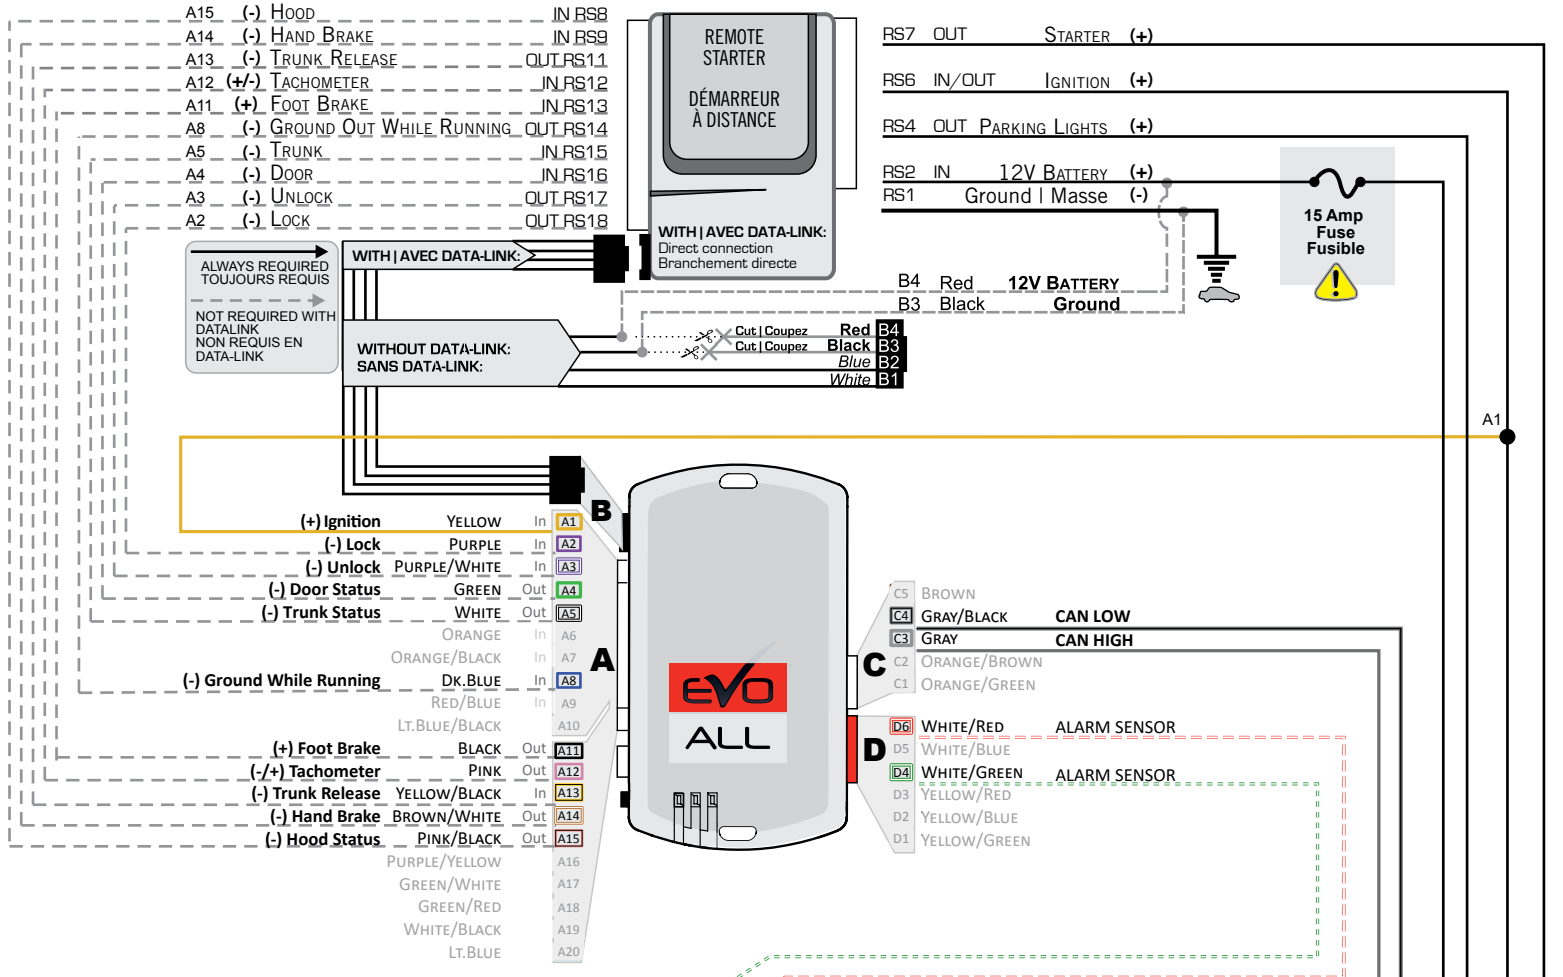 A15 (-) HOOD IN RS8
A14 (-) HAND BRAKE IN RS9
A13 (-) TRUNK RELEASE OUT RS11
A12 (+/-) TACHOMETER IN RS12
A11 (+) FOOT BRAKE IN RS13
A8 (-) GROUND OUT WHILE RUNNING OUT RS14
A5 (-) TRUNK IN RS15
A4 (-) DOOR IN RS16
A3 (-) UNLOCK OUT RS17
A2 (-) LOCK OUT RS18
REMOTE
STARTER
DÉMARREUR
À DISTANCE
WITH | AVEC DATA-LINK:
Direct connection
Branchement directe
RS7 OUT STARTER (+)
RS6 IN/OUT IGNITION (+)
RS4 OUT PARKING LIGHTS (+)
RS2 IN 12V BATTERY (+)
RS1 Ground | Masse (-)
15 Amp
Fuse
Fusible
!
ALWAYS REQUIRED
TOUJOURS REQUIS
NOT REQUIRED WITH
DATALINK
NON REQUIS EN
DATA-LINK
WITH | AVEC DATA-LINK:
B4 Red 12V BATTERY
B3 Black Ground
WITHOUT DATA-LINK:
SANS DATA-LINK:
Cut | Coupez Red B4
Cut | Coupez Black B3
Blue B2
White B1
A1
B
(+) Ignition YELLOW In A1
(-) Lock PURPLE In A2
(-) Unlock PURPLE/WHITE In A3
(-) Door Status GREEN Out A4
(-) Trunk Status WHITE Out A5
ORANGE In A6
ORANGE/BLACK In A7
(-) Ground While Running DK.BLUE In A8
RED/BLUE In A9
LT.BLUE/BLACK A10
(+) Foot Brake BLACK Out A11
(-/+) Tachometer PINK Out A12
(-) Trunk Release YELLOW/BLACK In A13
(-) Hand Brake BROWN/WHITE Out A14
(-) Hood Status PINK/BLACK Out A15
PURPLE/YELLOW A16
GREEN/WHITE A17
GREEN/RED A18
WHITE/BLACK A19
LT.BLUE A20
A
EVO
ALL
C
C5 BROWN
C4 GRAY/BLACK CAN LOW
C3 GRAY CAN HIGH
C2 ORANGE/BROWN
C1 ORANGE/GREEN
D
D6 WHITE/RED ALARM SENSOR
D5 WHITE/BLUE
D4 WHITE/GREEN ALARM SENSOR
D3 YELLOW/RED
D2 YELLOW/BLUE
D1 YELLOW/GREEN